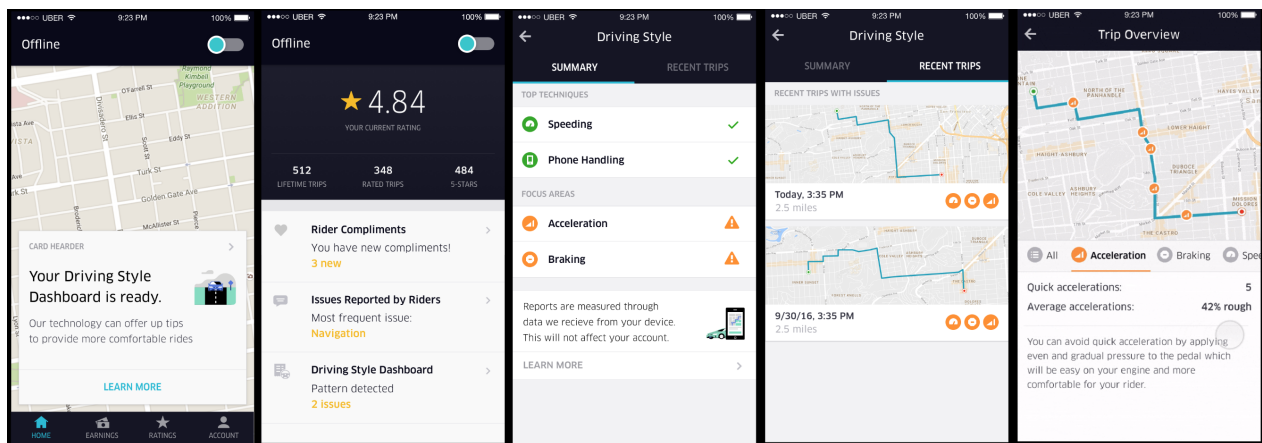 UBER 9:23 PM 100%
Offline
Raymond
Kimbell
Playground
O'Farrell St
WESTERN
ADDITION
Divisadero St
Ellis St
Scott St
Eddy St
Turk St
Golden Gate Ave
Broderick
McAllister St
Pierce
CARD HEARDER
Your Driving Style
Dashboard is ready.
Our technology can offer up tips
to provide more comfortable rides
LEARN MORE
HOME EARNINGS RATINGS ACCOUNT
UBER 9:23 PM 100%
Offline
4.84
YOUR CURRENT RATING
512 348 484
LIFETIME TRIPS RATED TRIPS 5-STARS
Rider Compliments
You have new compliments!
3 new
Issues Reported by Riders
Most frequent issue:
Navigation
Driving Style Dashboard
Pattern detected
2 issues
UBER 9:23 PM 100%
Driving Style
SUMMARY RECENT TRIPS
TOP TECHNIQUES
Speeding
Phone Handling
FOCUS AREAS
Acceleration
Braking
Reports are measured through
data we recieve from your device.
This will not affect your account.
LEARN MORE
UBER 9:23 PM 100%
Driving Style
SUMMARY RECENT TRIPS
RECENT TRIPS WITH ISSUES
Today, 3:35 PM
2.5 miles
9/30/16, 3:35 PM
2.5 miles
UBER 9:23 PM 100%
Trip Overview
NORTH OF THE
PANHANDLE
HAYES VALLEY
LOWER HAIGHT
HAIGHT-ASHBURY
DUBOCE
TRIANGLE
COLE VALLEY
ASHBURY
HEIGHTS
MISSION
DOLORES
THE CASTRO
All Acceleration Braking Spee
Quick accelerations: 5
Average accelerations: 42% rough
You can avoid quick acceleration by applying
even and gradual pressure to the pedal which
will be easy on your engine and more
comfortable for your rider.